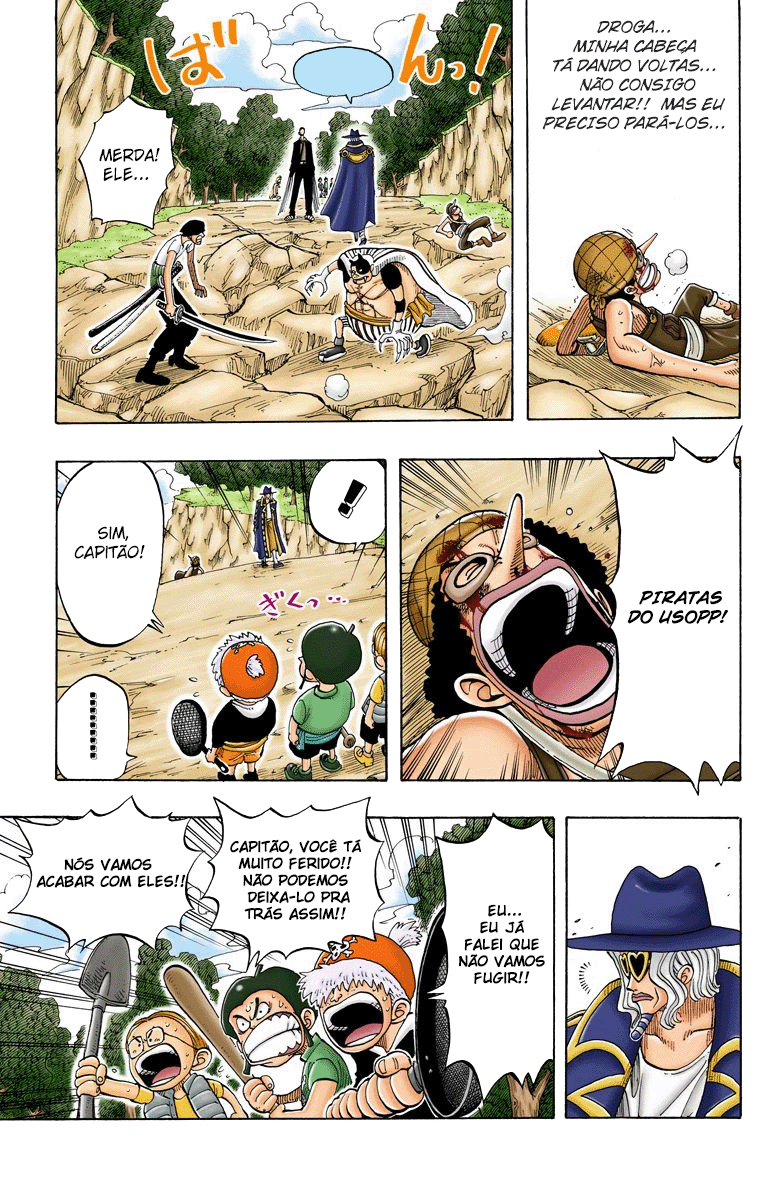 DROGA...
MINHA CABEÇA
TÁ DANDO VOLTAS...
NÃO CONSIGO
LEVANTAR!! MAS EU
PRECISO PARÁ-LOS...
ばんっ!
MERDA!
ELE...
PIRATAS
DO USOPP!
!
SIM,
CAPITÃO!
ぎくっ…
.........
EU...
EU JÁ
FALEI QUE
NÃO VAMOS
FUGIR!!
CAPITÃO, VOCÊ TÁ
MUITO FERIDO!!
NÃO PODEMOS
DEIXA-LO PRA
TRÁS ASSIM!!
NÓS VAMOS
ACABAR COM ELES!!